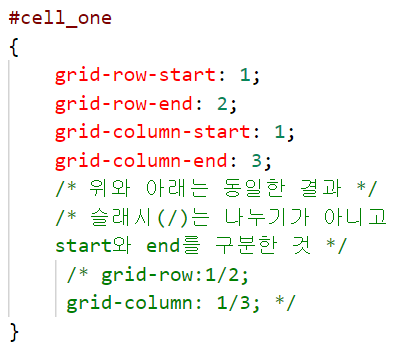 #cell_one
{
grid-row-start: 1;
grid-row-end: 2;
grid-column-start: 1;
grid-column-end: 3;
/* 위와 아래는 동일한 결과 */
/* 슬래시(/)는 나누기가 아니고
start와 end를 구분한 것 */
/* grid-row:1/2;
grid-column: 1/3; */
}